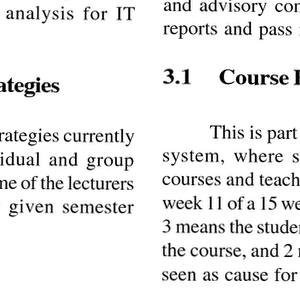 analysis for IT
ategies
rategies currently
idual and group
me of the lecturers
given semester
and advisory
reports and pass
3.1 Course
This is part
system, where s
courses and teach
week 11 of a 15 we
3 means the studen
the course, and 2
seen as cause for